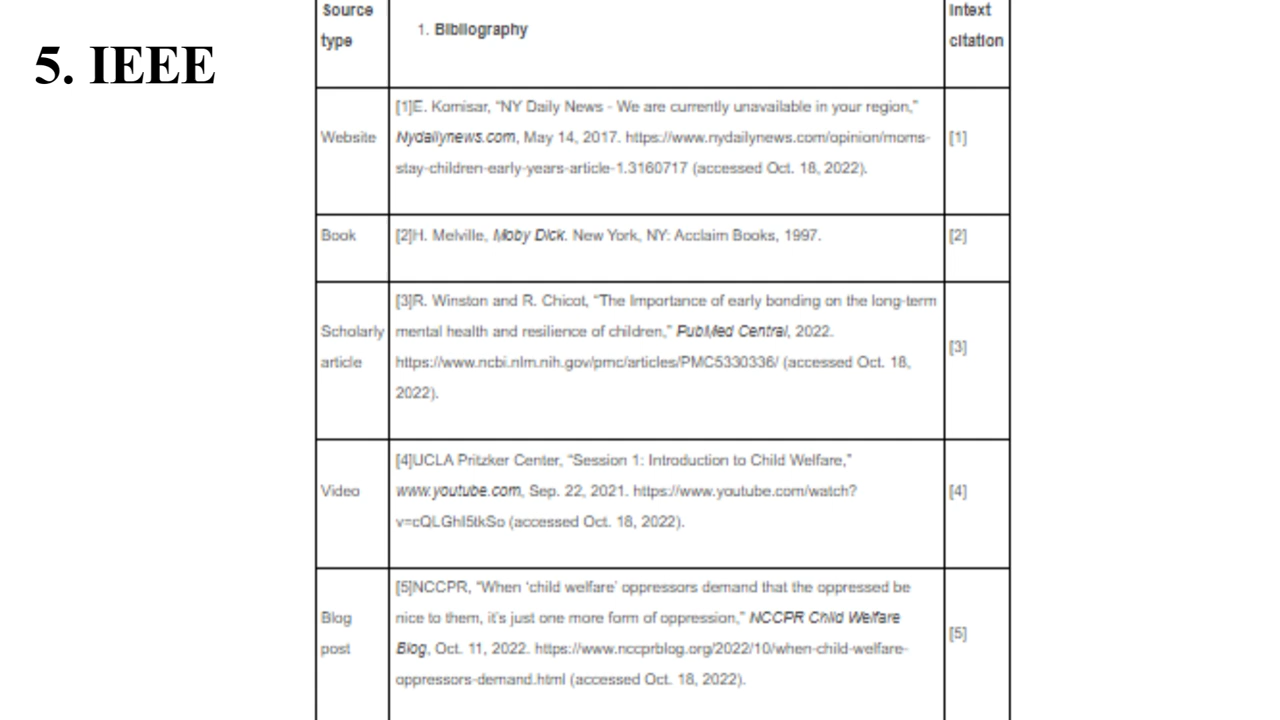 5. IEEE
Source type
1. Bibliography
Intext citation
Website
[1]E. Komisar, “NY Daily News - We are currently unavailable in your region,”
Nydailynews.com, May 14, 2017. https://www.nydailynews.com/opinion/moms-
stay-children-early-years-article-1.3160717 (accessed Oct. 18, 2022).
[1]
Book
[2]H. Melville, Moby Dick. New York, NY: Acclaim Books, 1997.
[2]
Scholarly article
[3]R. Winston and R. Chicot, “The importance of early bonding on the long-term
mental health and resilience of children,” PubMed Central, 2022.
https://www.ncbi.nlm.nih.gov/pmc/articles/PMC5330336/ (accessed Oct. 18,
2022).
[3]
Video
[4]UCLA Pritzker Center, “Session 1: Introduction to Child Welfare,”
www.youtube.com, Sep. 22, 2021. https://www.youtube.com/watch?
v=cQLGhI5tkSo (accessed Oct. 18, 2022).
[4]
Blog post
[5]NCCPR, “When ‘child welfare’ oppressors demand that the oppressed be
nice to them, it’s just one more form of oppression,” NCCPR Child Welfare
Blog, Oct. 11, 2022. https://www.nccprblog.org/2022/10/when-child-welfare-
oppressors-demand.html (accessed Oct. 18, 2022).
[5]